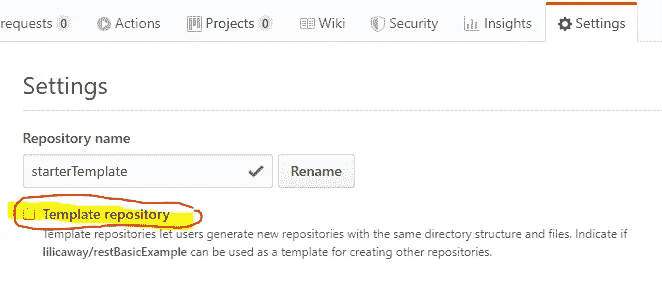 requests 0 Actions Projects 0 Wiki Security Insights Settings
Settings
Repository name
starterTemplate Rename
Template repository
Template repositories let users generate new repositories with the same directory structure and files. Indicate if
lilicaway/restBasicExample can be used as a template for creating other repositories.